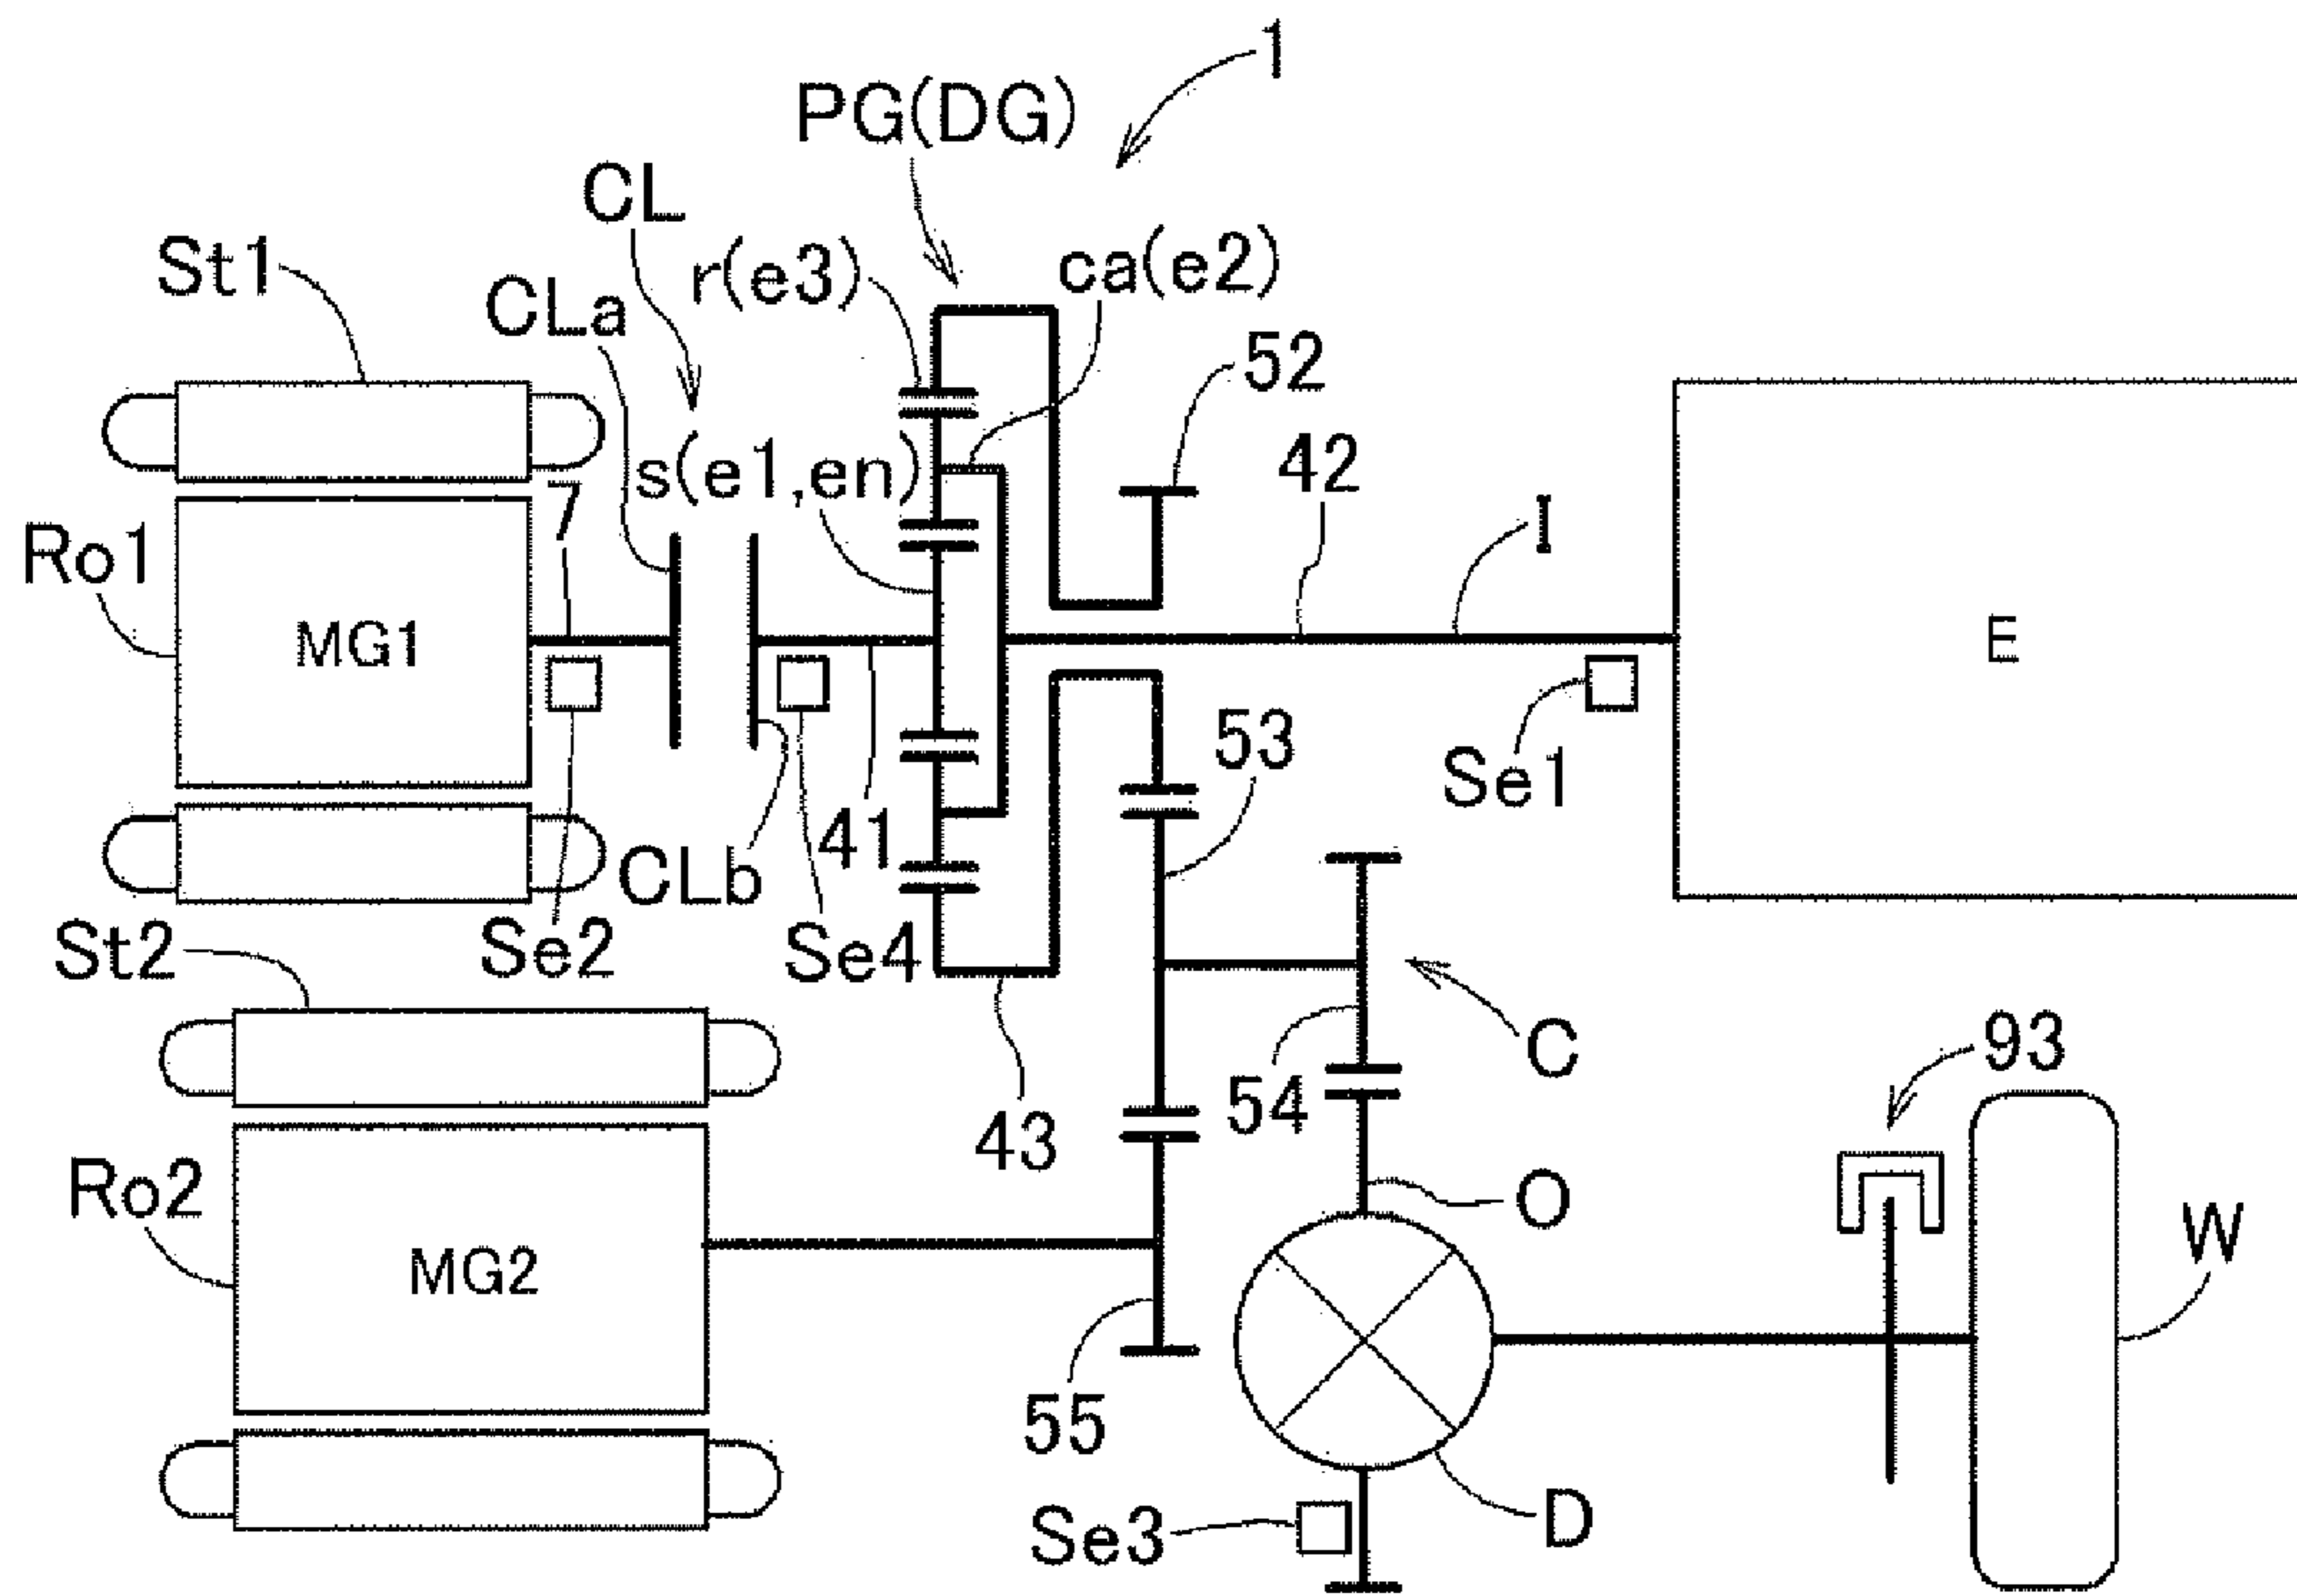 1
PG(DG)
CL
r(e3)
ca(e2)
St1
CLa
52
s(e1,en)
42
7
I
Ro1
MG1
E
53
Se1
41
CLb
St2
Se2
Se4
C
93
54
43
Ro2
O
W
MG2
55
Se3
D